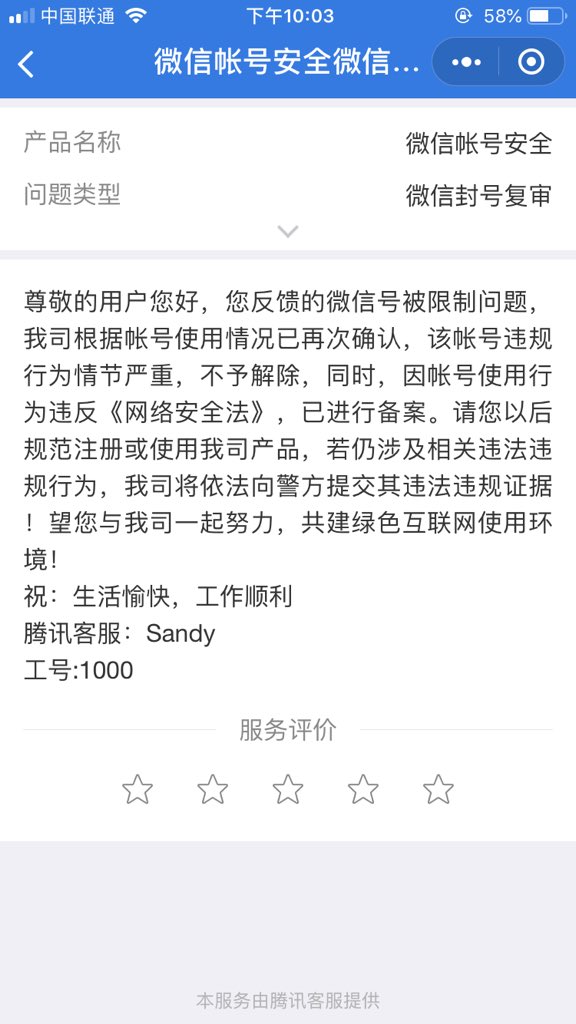 中国联通 下午10:03 58%
微信帐号安全微信...
产品名称 微信帐号安全
问题类型 微信封号复审
尊敬的用户您好，您反馈的微信号被限制问题，
我司根据帐号使用情况已再次确认，该帐号违规
行为情节严重，不予解除，同时，因帐号使用行
为违反《网络安全法》，已进行备案。请您以后
规范注册或使用我司产品，若仍涉及相关违法违
规行为，我司将依法向警方提交其违法违规证据
！望您与我司一起努力，共建绿色互联网使用环
境！
祝：生活愉快，工作顺利
腾讯客服：Sandy
工号:1000
服务评价
本服务由腾讯客服提供